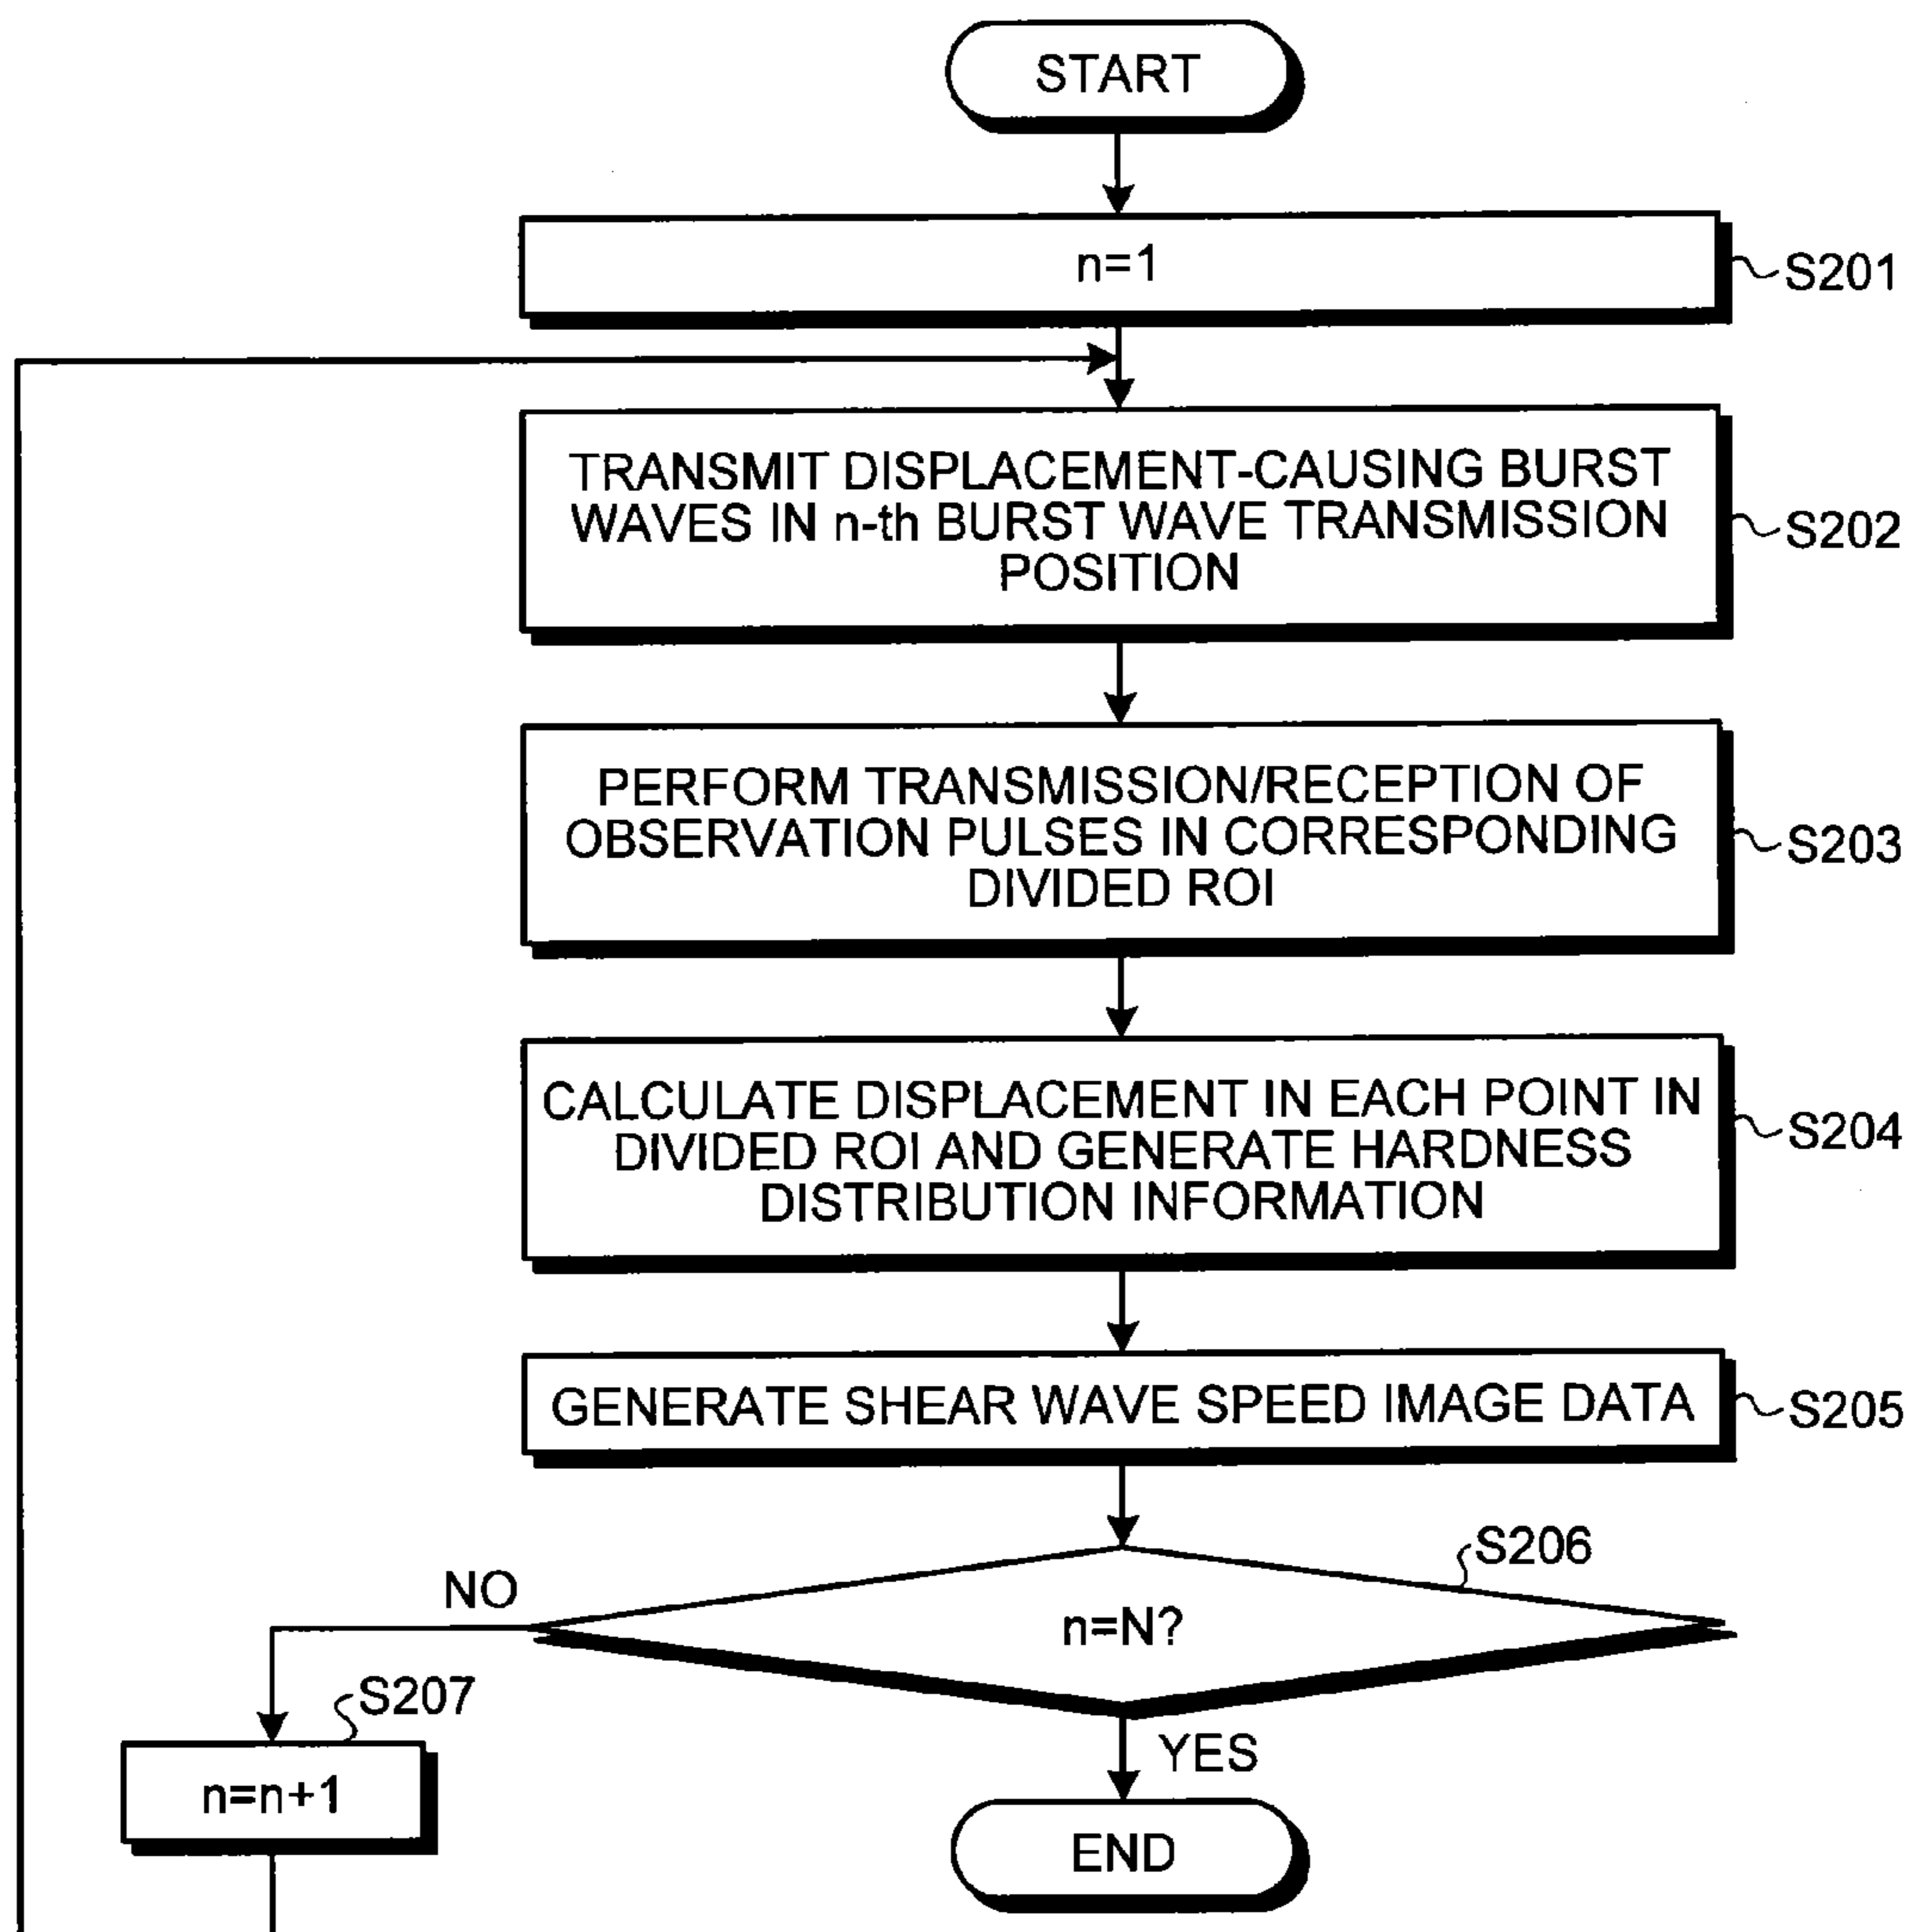 START
n=1
S201
TRANSMIT DISPLACEMENT-CAUSING BURST
WAVES IN n-th BURST WAVE TRANSMISSION
POSITION
S202
PERFORM TRANSMISSION/RECEPTION OF
OBSERVATION PULSES IN CORRESPONDING
DIVIDED ROI
S203
CALCULATE DISPLACEMENT IN EACH POINT IN
DIVIDED ROI AND GENERATE HARDNESS
DISTRIBUTION INFORMATION
S204
GENERATE SHEAR WAVE SPEED IMAGE DATA
S205
S206
NO
n=N?
S207
YES
n=n+1
END